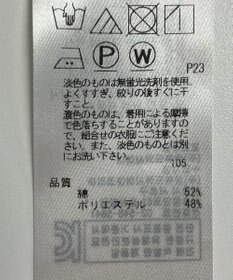 P
W
P23
淡色のものは無蛍光洗剤を使用、
よくすすぎ、絞りの後すぐに干
すこと。
濃色のものは、着用による摩擦
で色落ちすることがありますの
で、組合せの衣服にご注意くだ
さい。また、淡色のものとは別
にお洗い下さい。
105
品質
綿 52%
ポリエステル 48%